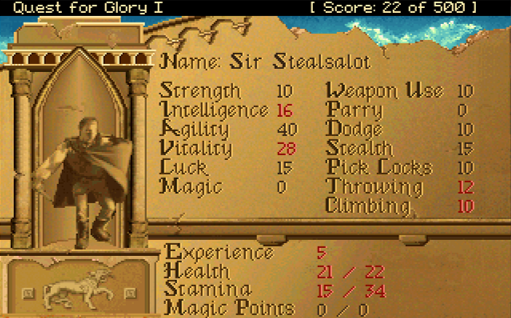 Quest for Glory I [ Score: 22 of 500 ]
Name: Sir Stealsalot
Strength 10 Weapon Use 10
Intelligence 16 Parry 0
Agility 40 Dodge 10
Vitality 28 Stealth 15
Luck 15 Pick Locks 10
Magic 0 Throwing 12
Climbing 10
Experience 5
Health 21 / 22
Stamina 15 / 34
Magic Points 0 / 0